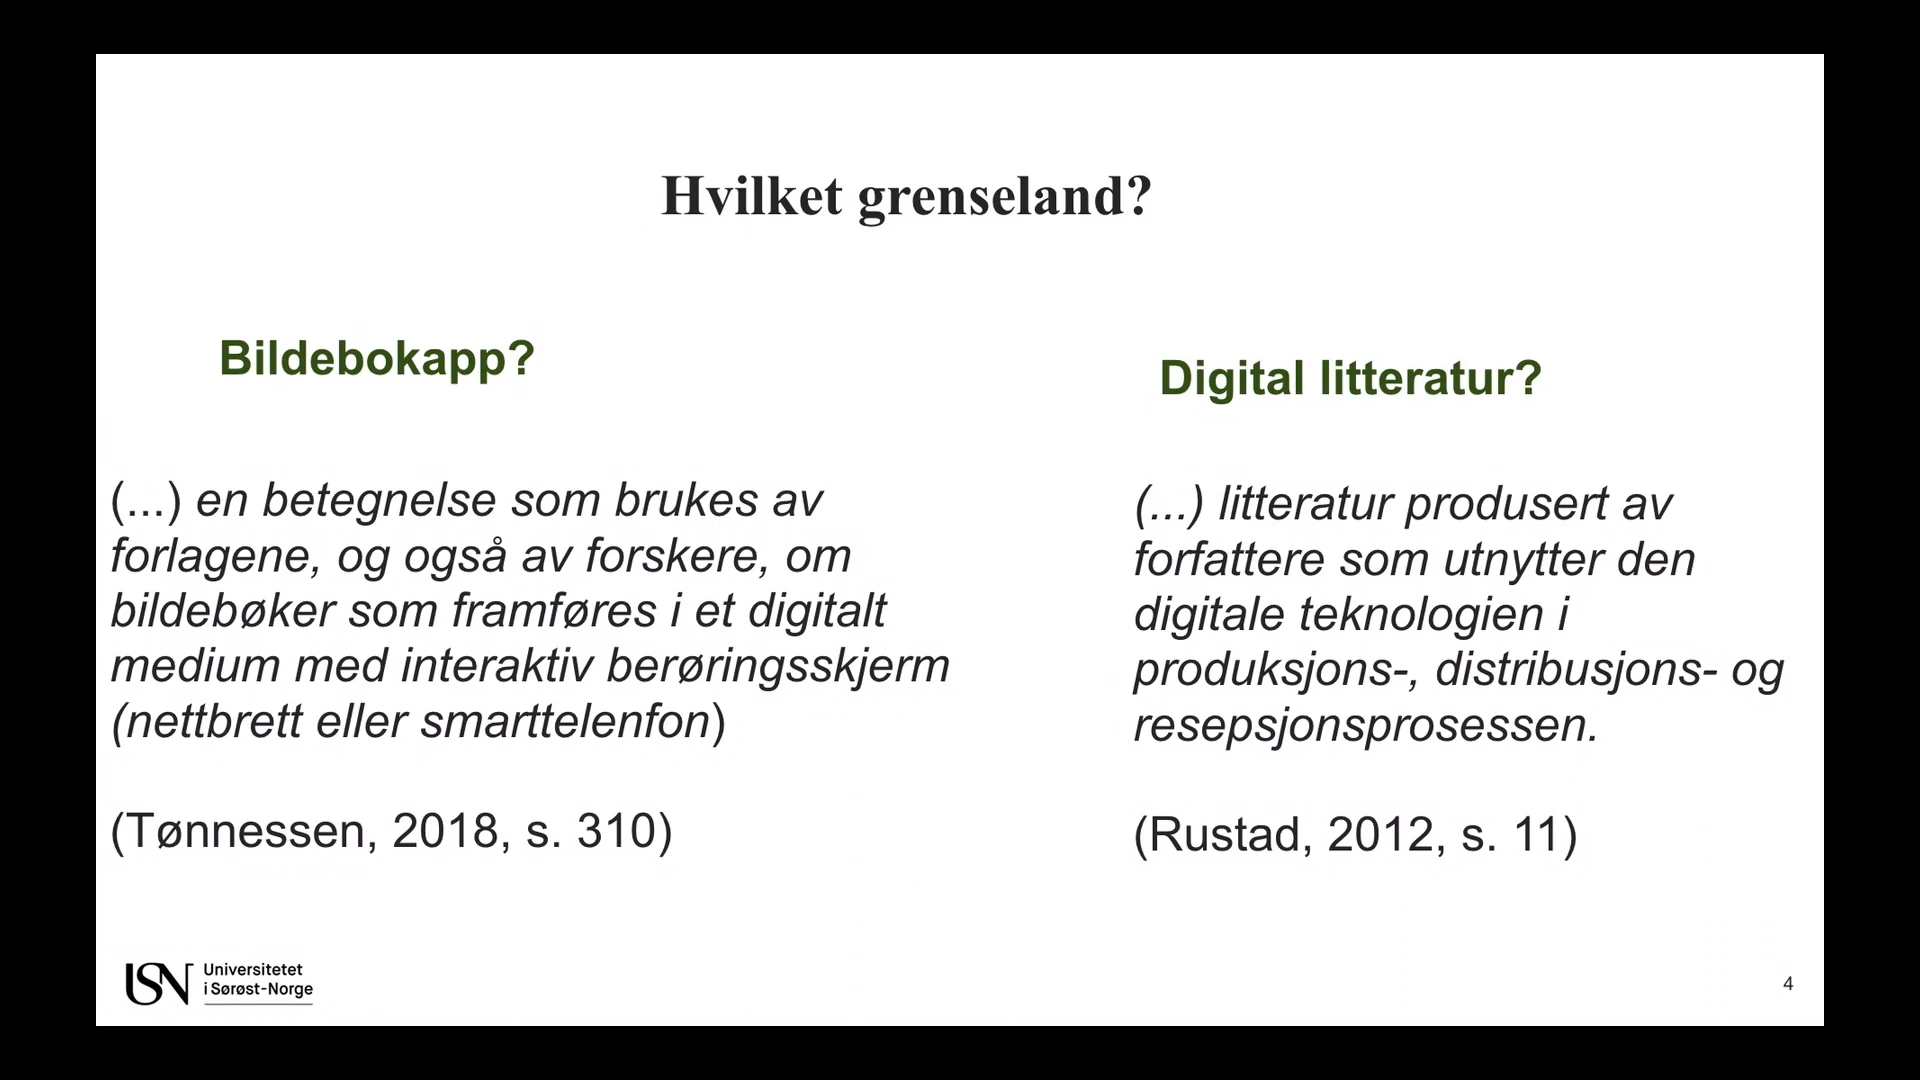 Hvilket grenseland?
Bildebokapp?
(...) en betegnelse som brukes av
forlagene, og også av forskere, om
bildebøker som framføres i et digitalt
medium med interaktiv berøringsskjerm
(nettbrett eller smarttelenfon)
(Tønnessen, 2018, s. 310)
Digital litteratur?
(...) litteratur produsert av
forfattere som utnytter den
digitale teknologien i
produksjons-, distribusjons- og
resepsjonsprosessen.
(Rustad, 2012, s. 11)
USN Universitetet
i Sørøst-Norge
4